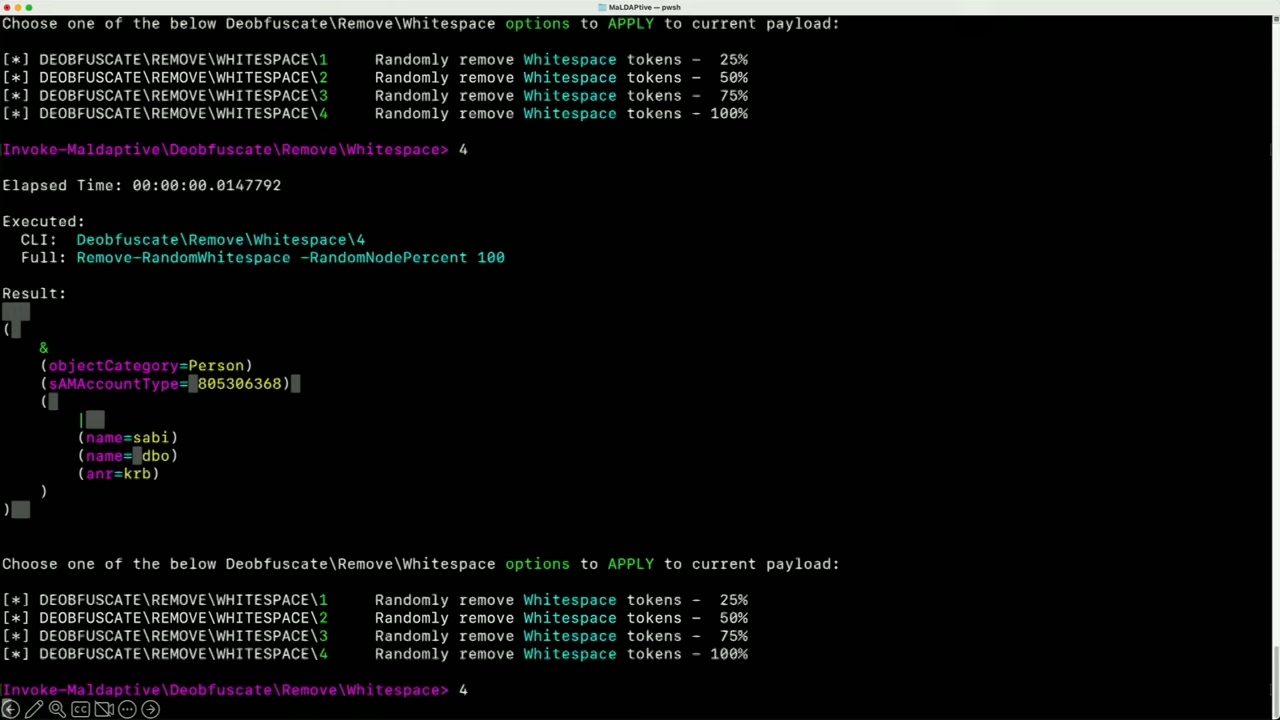 MaLDAPtive — pwsh
Choose one of the below Deobfuscate\Remove\Whitespace options to APPLY to current payload:
[*] DEOBFUSCATE\REMOVE\WHITESPACE\1     Randomly remove Whitespace tokens -  25%
[*] DEOBFUSCATE\REMOVE\WHITESPACE\2     Randomly remove Whitespace tokens -  50%
[*] DEOBFUSCATE\REMOVE\WHITESPACE\3     Randomly remove Whitespace tokens -  75%
[*] DEOBFUSCATE\REMOVE\WHITESPACE\4     Randomly remove Whitespace tokens - 100%
Invoke-Maldaptive\Deobfuscate\Remove\Whitespace> 4
Elapsed Time: 00:00:00.0147792
Executed:
  CLI:  Deobfuscate\Remove\Whitespace\4
  Full: Remove-RandomWhitespace -RandomNodePercent 100
Result:
(
    &
    (objectCategory=Person)
    (sAMAccountType= 805306368)
    (
        |
        (name=sabi)
        (name= dbo)
        (anr=krb)
    )
)
Choose one of the below Deobfuscate\Remove\Whitespace options to APPLY to current payload:
[*] DEOBFUSCATE\REMOVE\WHITESPACE\1     Randomly remove Whitespace tokens -  25%
[*] DEOBFUSCATE\REMOVE\WHITESPACE\2     Randomly remove Whitespace tokens -  50%
[*] DEOBFUSCATE\REMOVE\WHITESPACE\3     Randomly remove Whitespace tokens -  75%
[*] DEOBFUSCATE\REMOVE\WHITESPACE\4     Randomly remove Whitespace tokens - 100%
Invoke-Maldaptive\Deobfuscate\Remove\Whitespace> 4
CC